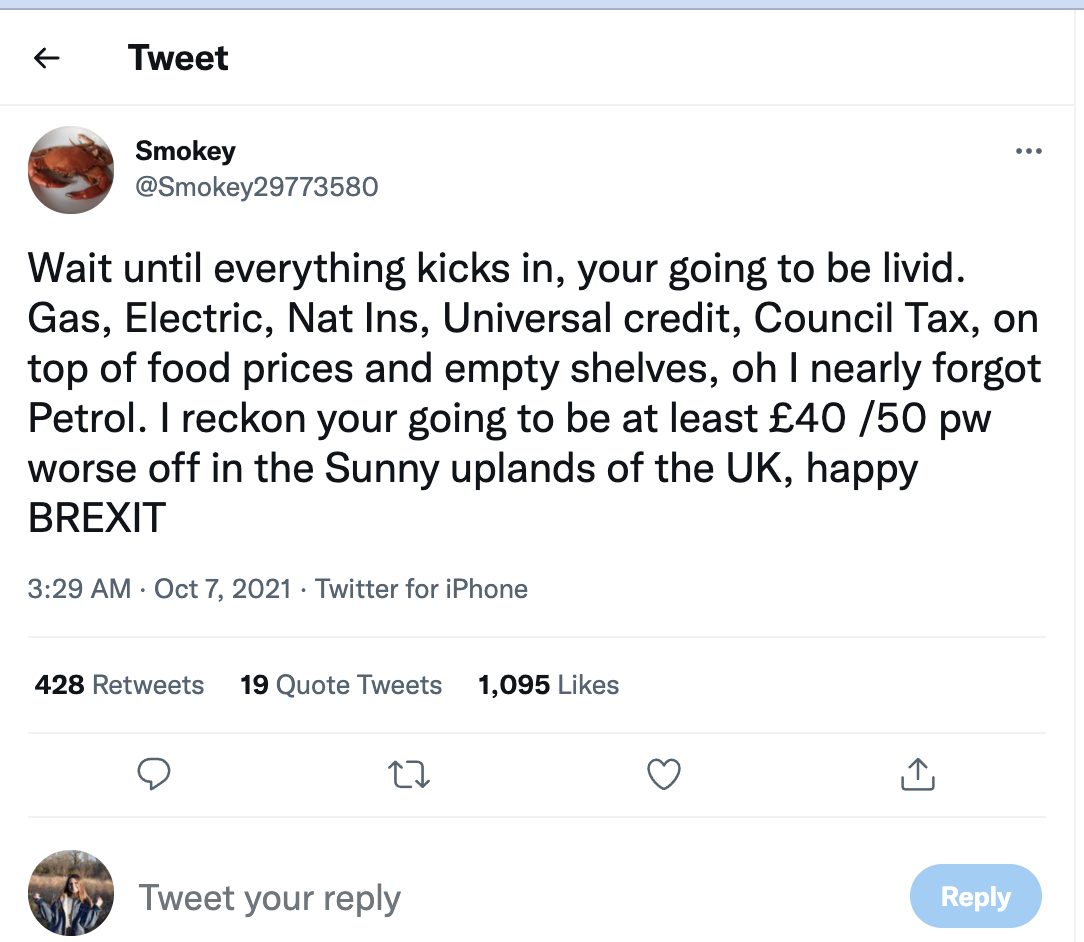 Tweet
Smokey
@Smokey29773580
Wait until everything kicks in, your going to be livid.
Gas, Electric, Nat Ins, Universal credit, Council Tax, on
top of food prices and empty shelves, oh I nearly forgot
Petrol. I reckon your going to be at least £40 /50 pw
worse off in the Sunny uplands of the UK, happy
BREXIT
3:29 AM · Oct 7, 2021 · Twitter for iPhone
428 Retweets 19 Quote Tweets 1,095 Likes
Tweet your reply Reply